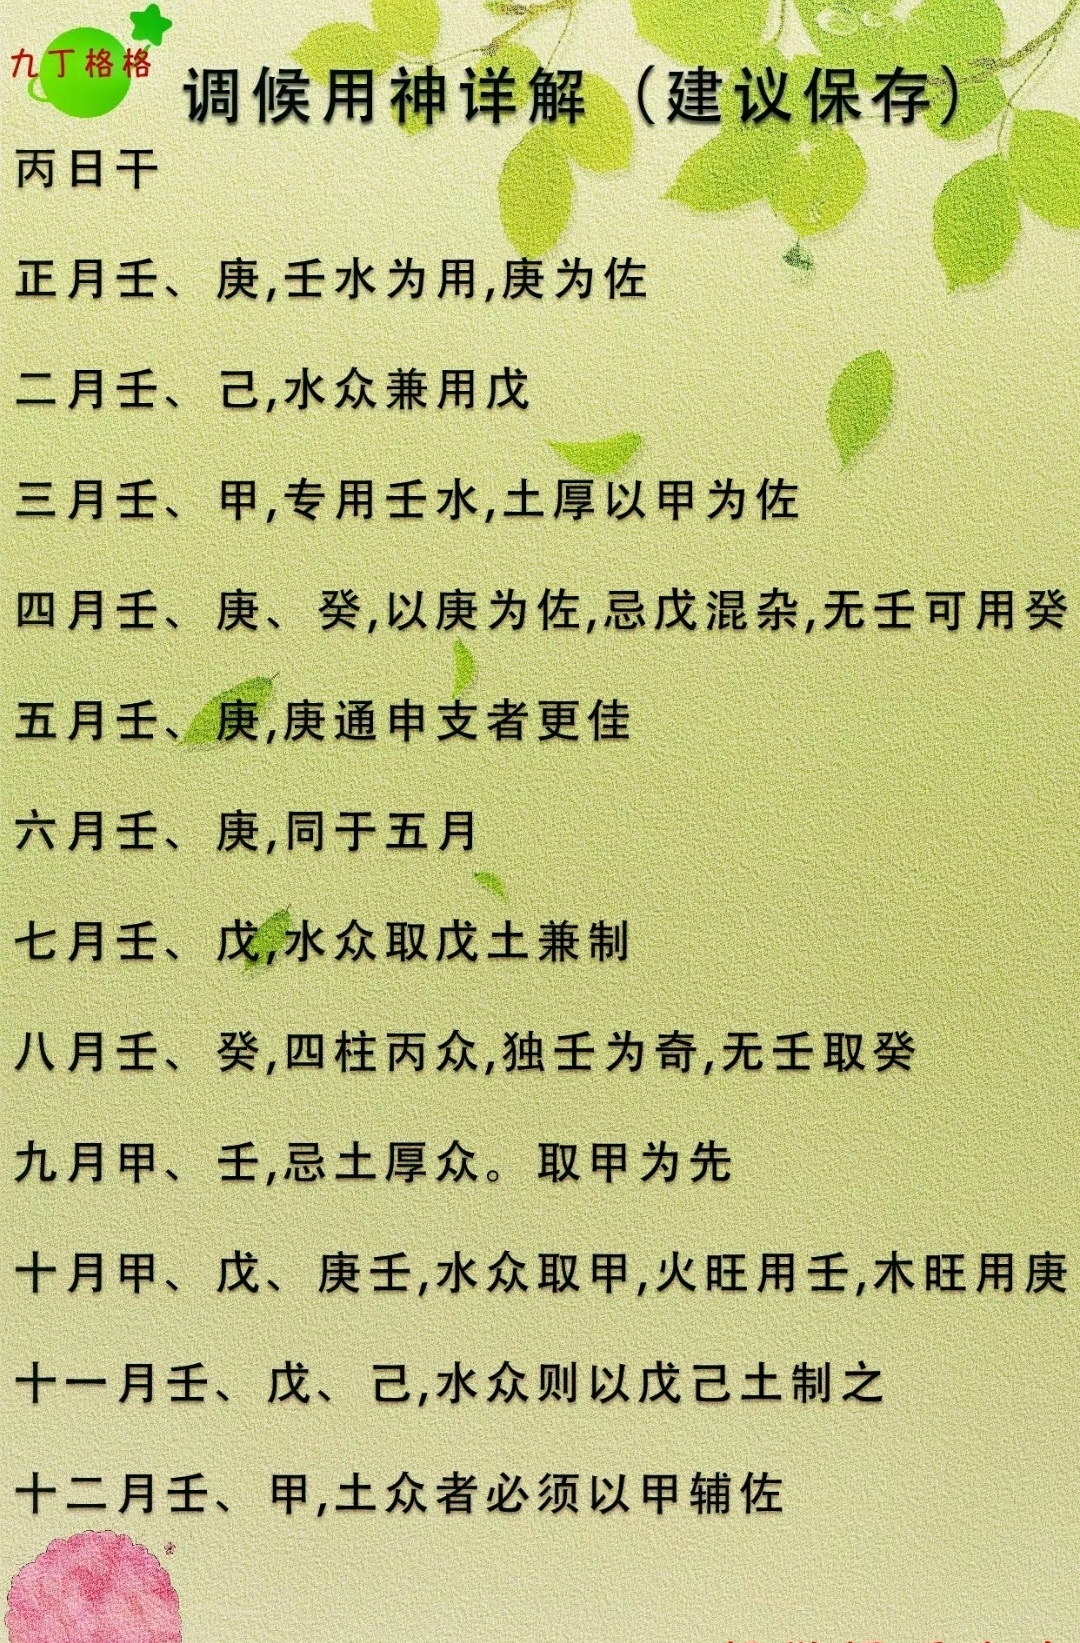 九丁格格
调候用神详解（建议保存）
丙日干
正月壬、庚,壬水为用,庚为佐
二月壬、己,水众兼用戊
三月壬、甲,专用壬水,土厚以甲为佐
四月壬、庚、癸,以庚为佐,忌戊混杂,无壬可用癸
五月壬、庚,庚通申支者更佳
六月壬、庚,同于五月
七月壬、戊,水众取戊土兼制
八月壬、癸,四柱丙众,独壬为奇,无壬取癸
九月甲、壬,忌土厚众。取甲为先
十月甲、戊、庚壬,水众取甲,火旺用壬,木旺用庚
十一月壬、戊、己,水众则以戊己土制之
十二月壬、甲,土众者必须以甲辅佐